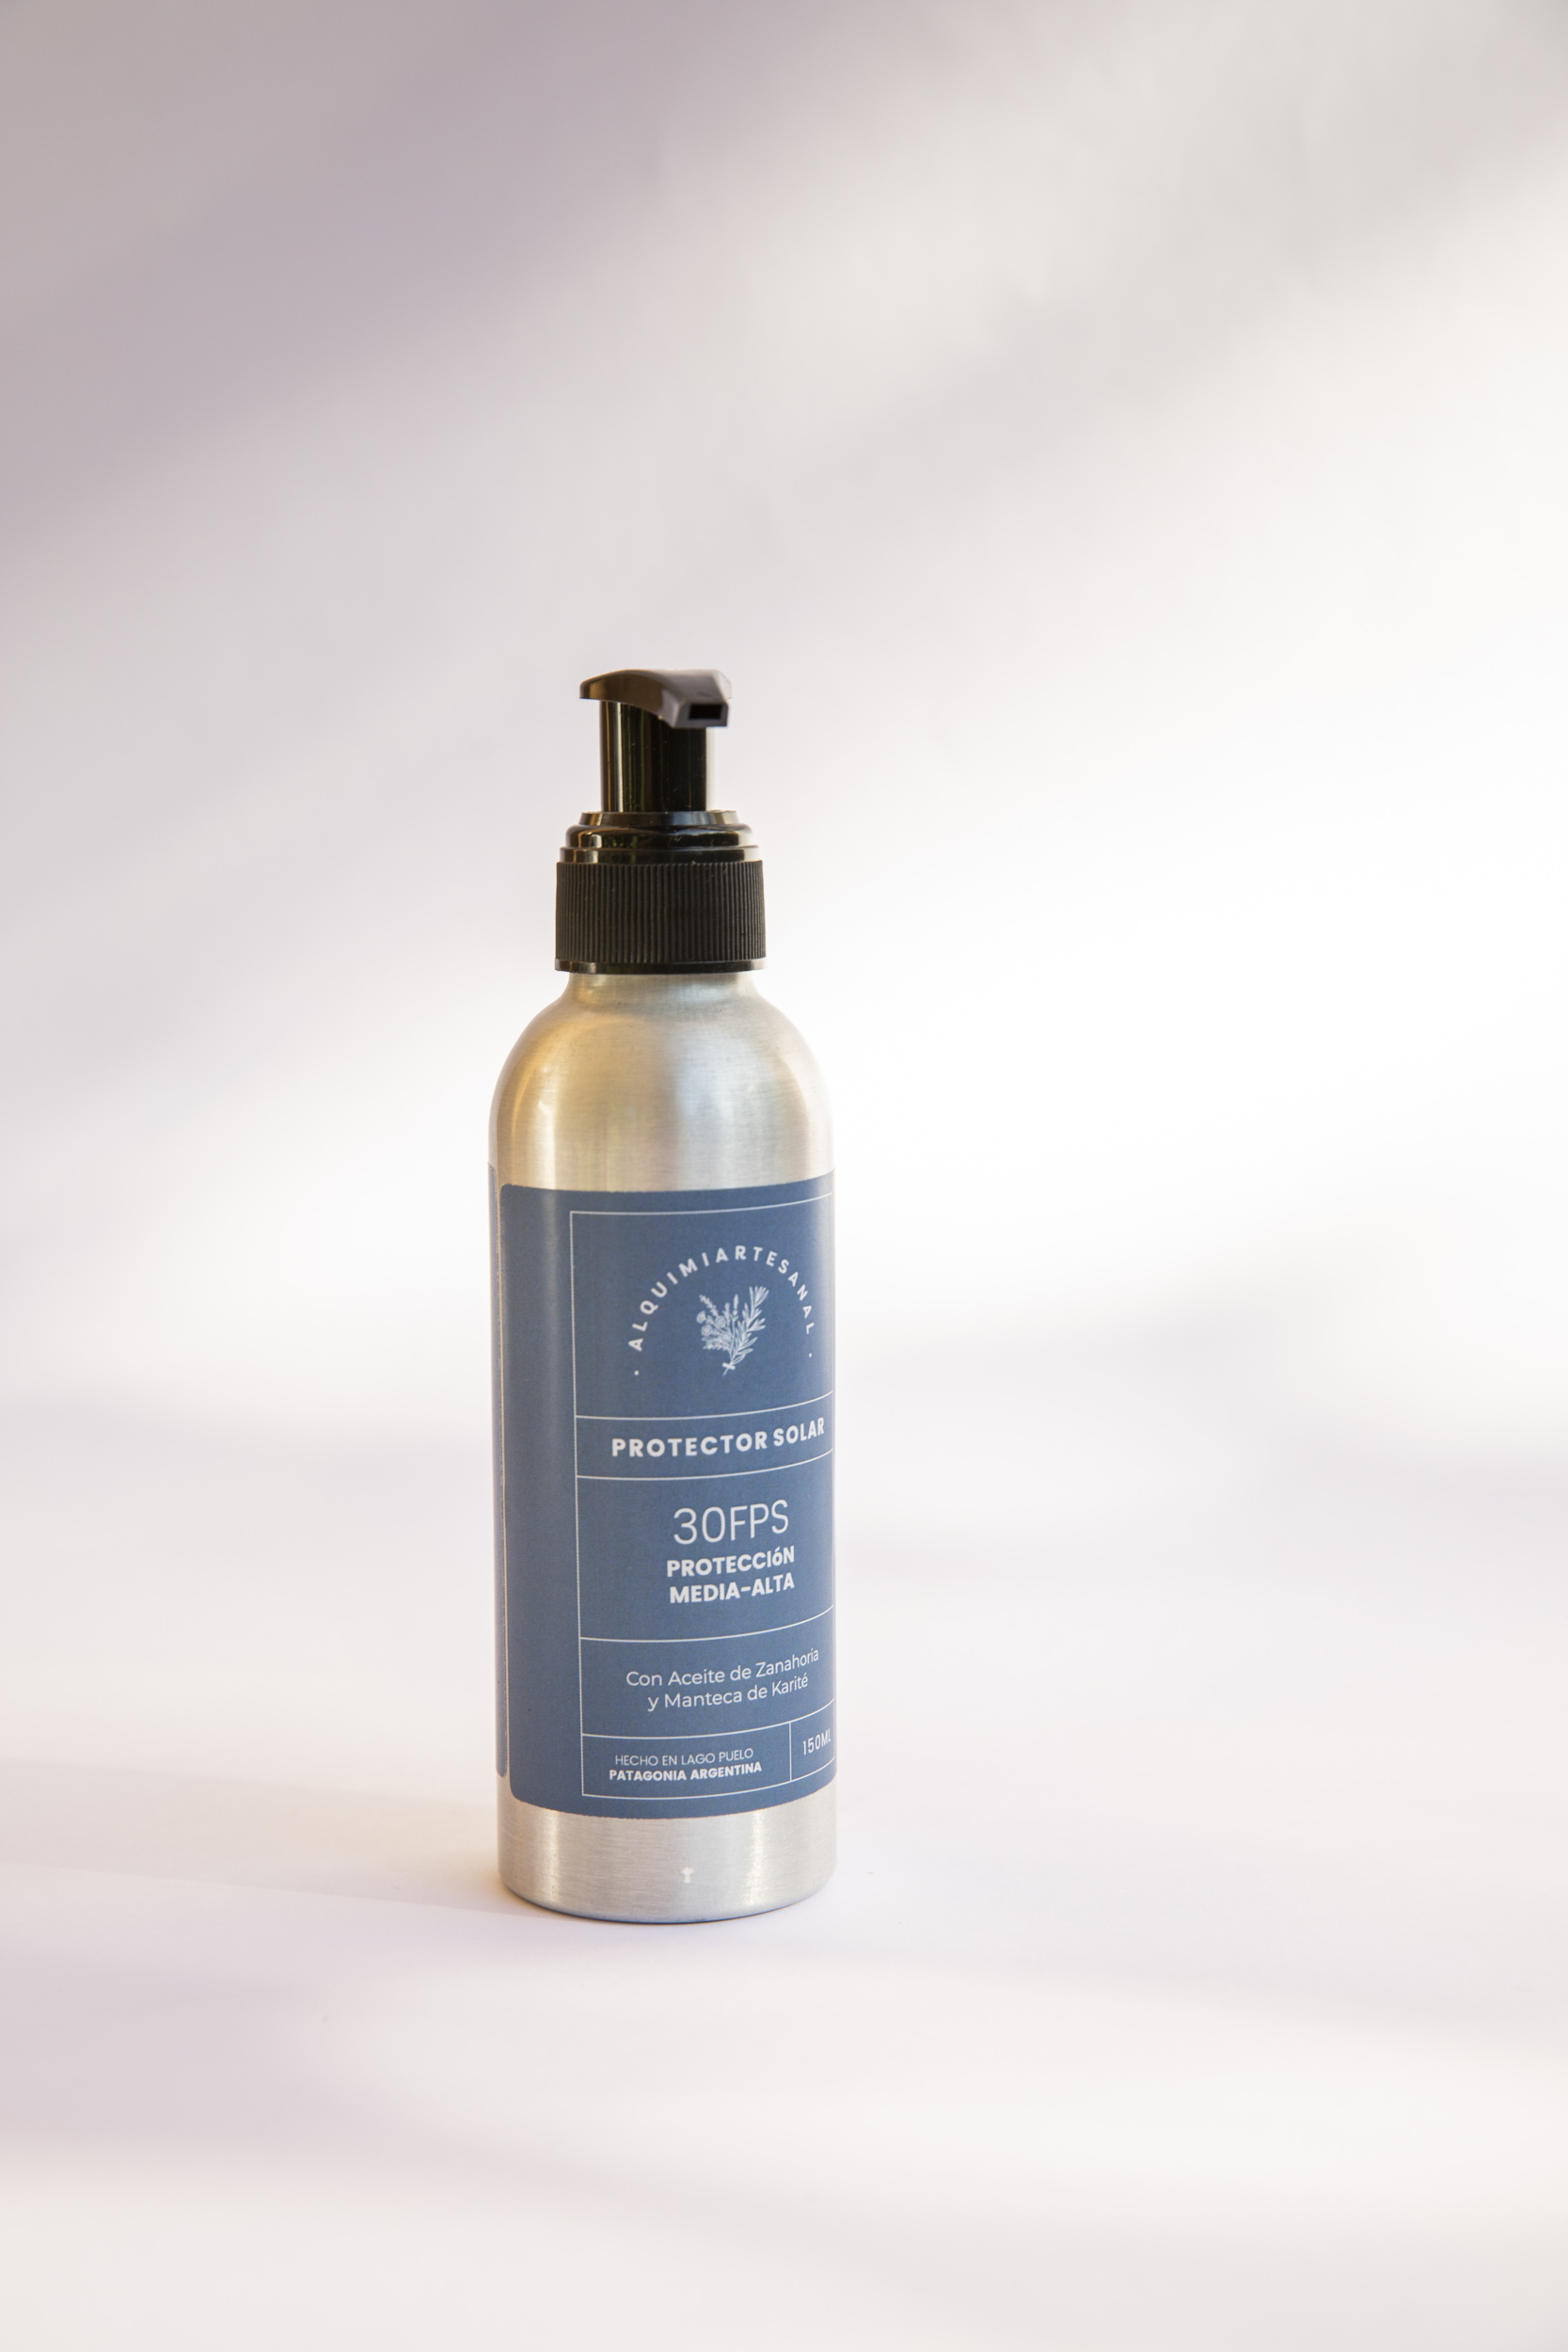 · ALQUIMIARTESANAL ·
PROTECTOR SOLAR
30FPS
PROTECCIóN
MEDIA-ALTA
Con Aceite de Zanahoria
y Manteca de Karité
HECHO EN LAGO PUELO
PATAGONIA ARGENTINA
150ML